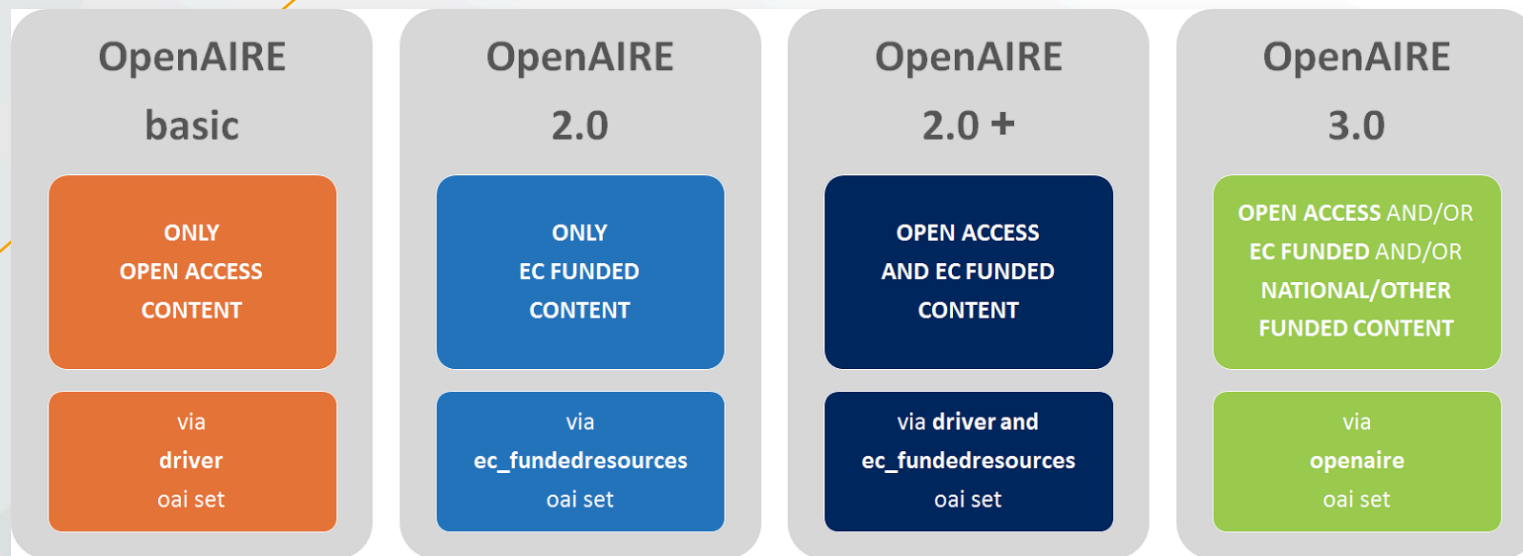 OpenAIRE
basic
ONLY
OPEN ACCESS
CONTENT
via
driver
oai set
OpenAIRE
2.0
ONLY
EC FUNDED
CONTENT
via
ec_fundedresources
oai set
OpenAIRE
2.0 +
OPEN ACCESS
AND EC FUNDED
CONTENT
via driver and
ec_fundedresources
oai set
OpenAIRE
3.0
OPEN ACCESS AND/OR
EC FUNDED AND/OR
NATIONAL/OTHER
FUNDED CONTENT
via
openaire
oai set